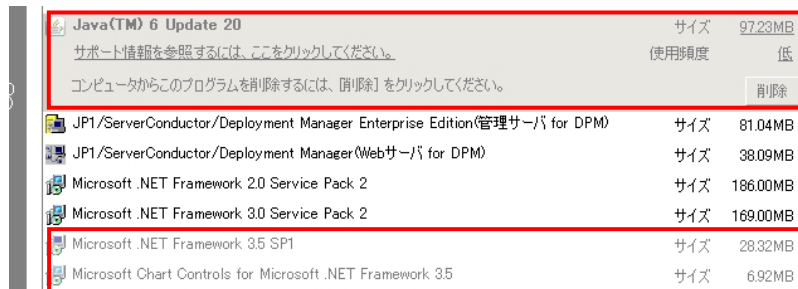 Java(TM) 6 Update 20 サイズ 97.23MB
サポート情報を参照するには、ここをクリックしてください。 使用頻度 低
コンピュータからこのプログラムを削除するには、[削除] をクリックしてください。 削除
JP1/ServerConductor/Deployment Manager Enterprise Edition(管理サーバ for DPM) サイズ 81.04MB
JP1/ServerConductor/Deployment Manager(Webサーバ for DPM) サイズ 38.09MB
Microsoft .NET Framework 2.0 Service Pack 2 サイズ 186.00MB
Microsoft .NET Framework 3.0 Service Pack 2 サイズ 169.00MB
Microsoft .NET Framework 3.5 SP1 サイズ 28.32MB
Microsoft Chart Controls for Microsoft .NET Framework 3.5 サイズ 6.92MB